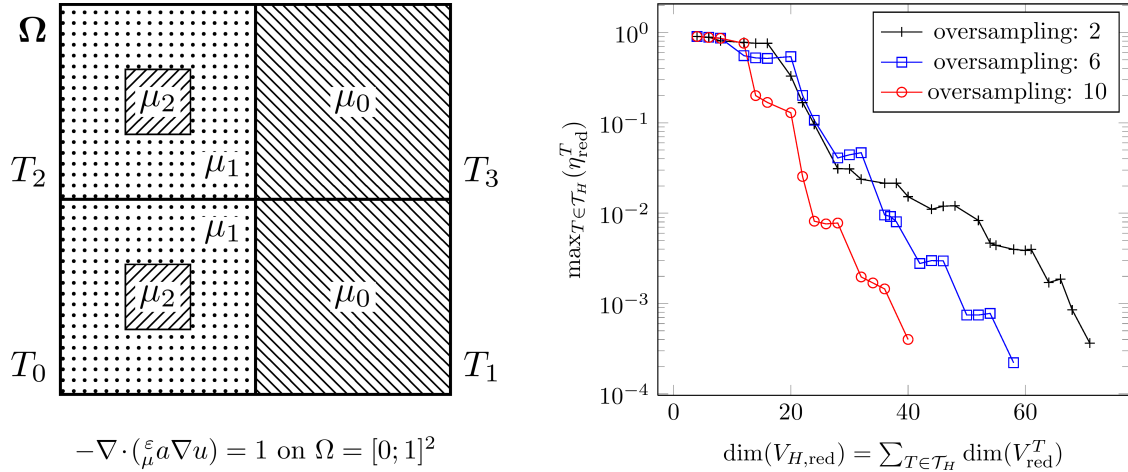 Ω
μ₂
μ₀
T₂
μ₁
T₃
μ₁
μ₂
μ₀
T₀
T₁
−∇·(ᵋ_μ a∇u) = 1 on Ω = [0; 1]²
10⁰
10⁻¹
10⁻²
10⁻³
10⁻⁴
max_{T∈𝒯_H}(η^T_red)
oversampling: 2
oversampling: 6
oversampling: 10
0 20 40 60
dim(V_{H,red}) = ∑_{T∈𝒯_H} dim(V^T_red)